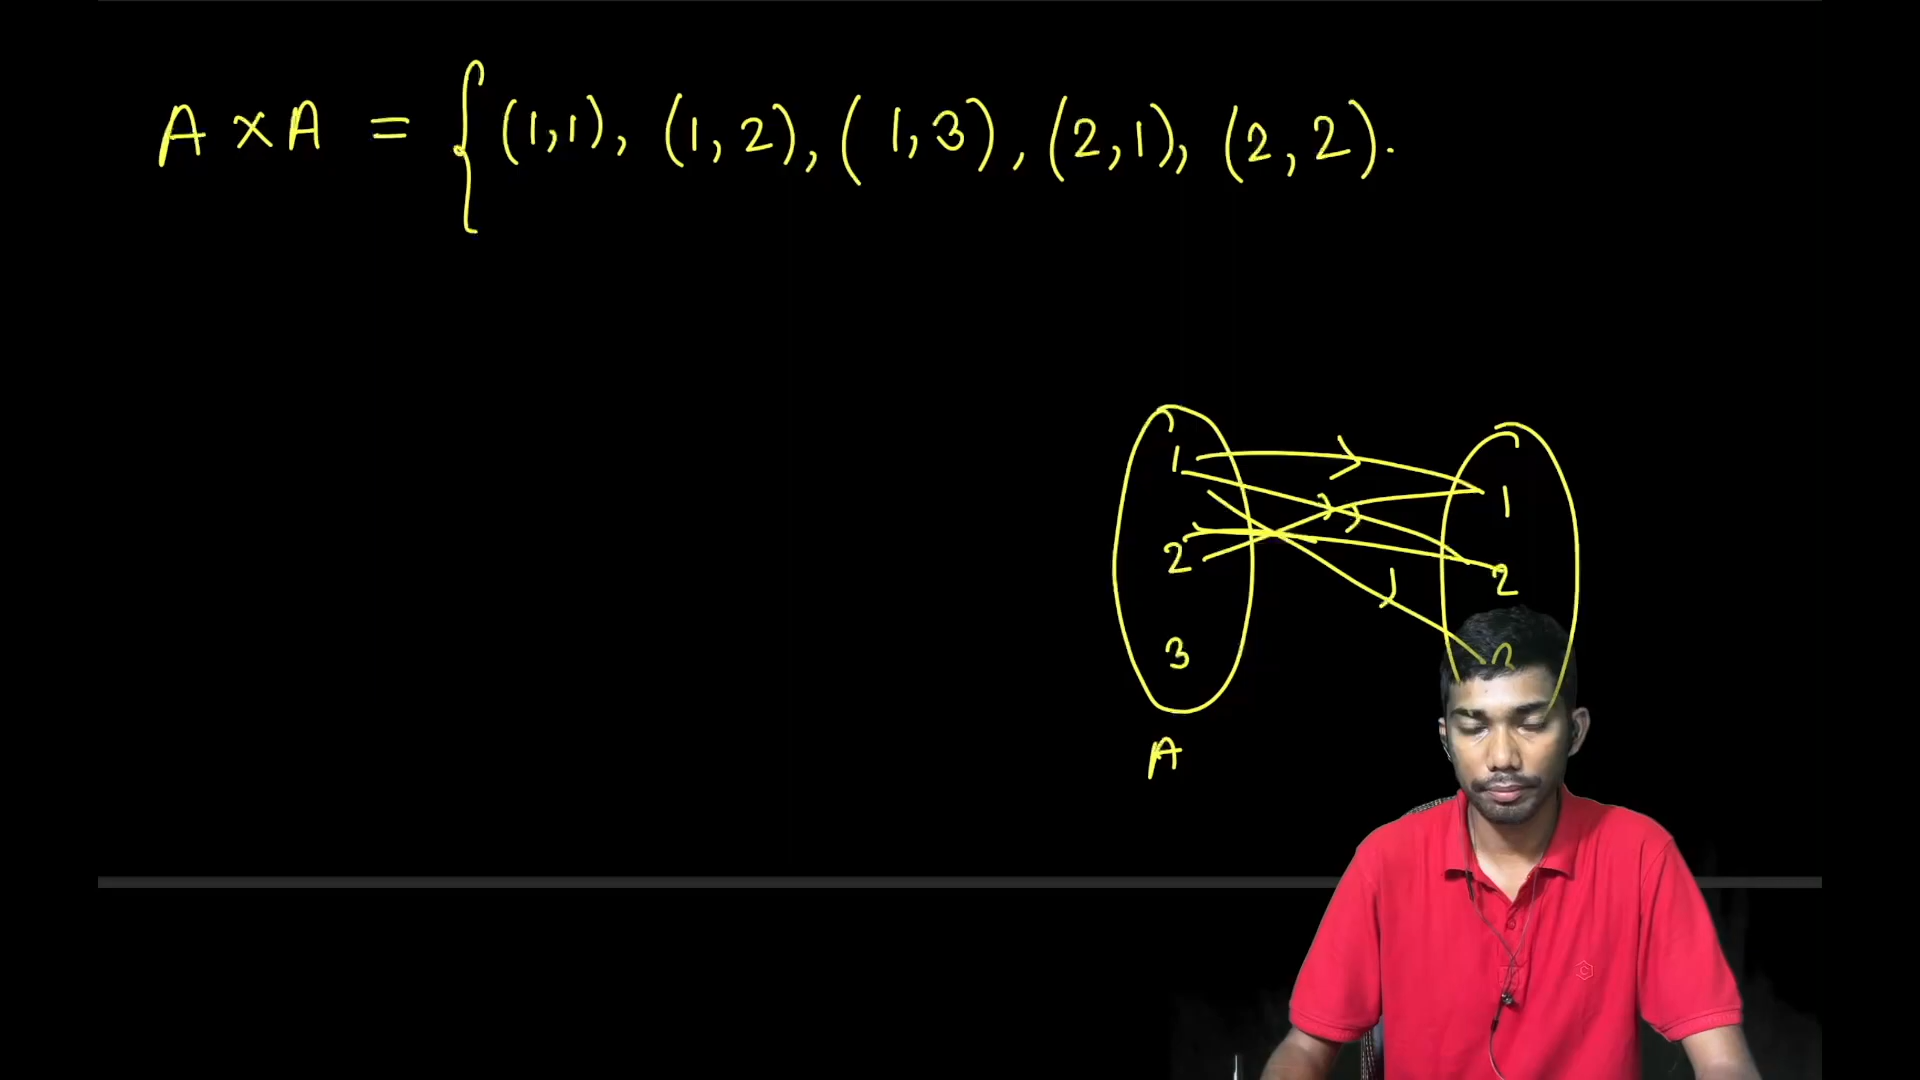 A × A = { (1,1), (1,2), (1,3), (2,1), (2,2).
1
2
3
A
1
2